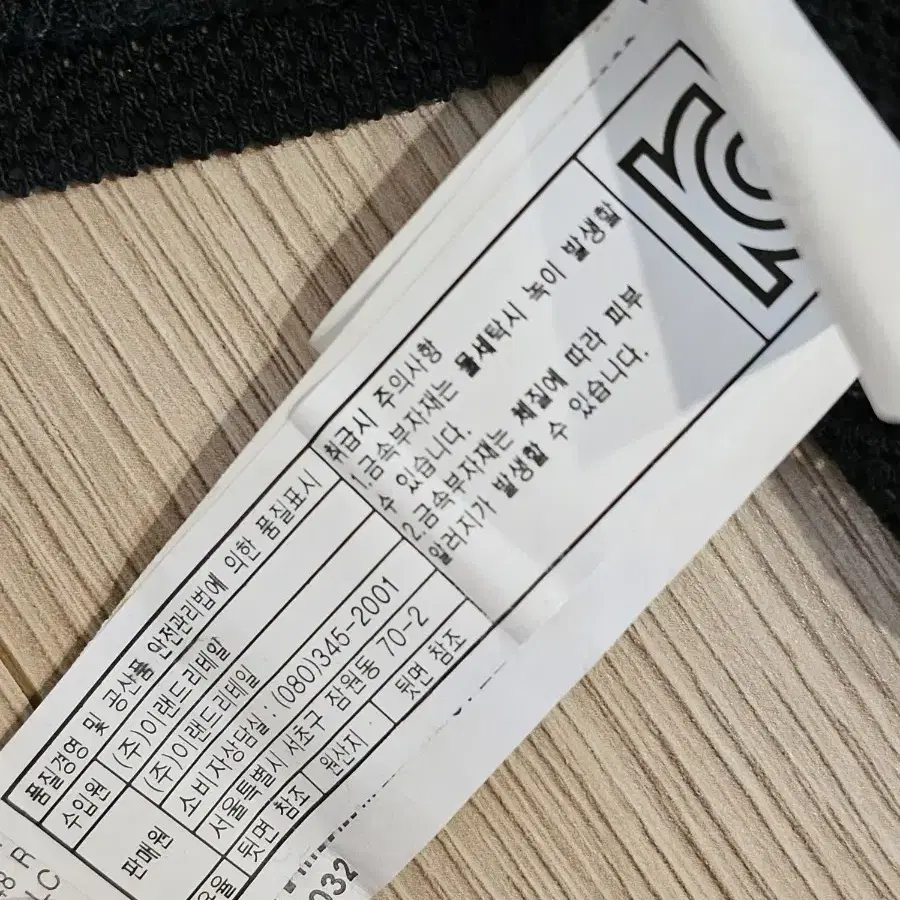 취급시 주의사항
1.금속부자재는 물세탁시 녹이 발생할
수 있습니다.
2.금속부자재는 체질에 따라 피부
알러지가 발생할 수 있습니다.
품질경영 및 공산품 안전관리법에 의한 품질표시
수입원 (주)이랜드리테일
판매원 (주)이랜드리테일
소비자상담실 : (080)345-2001
서울특별시 서초구 잠원동 70-2
뒷면 참조 원산지 뒷면 참조
032